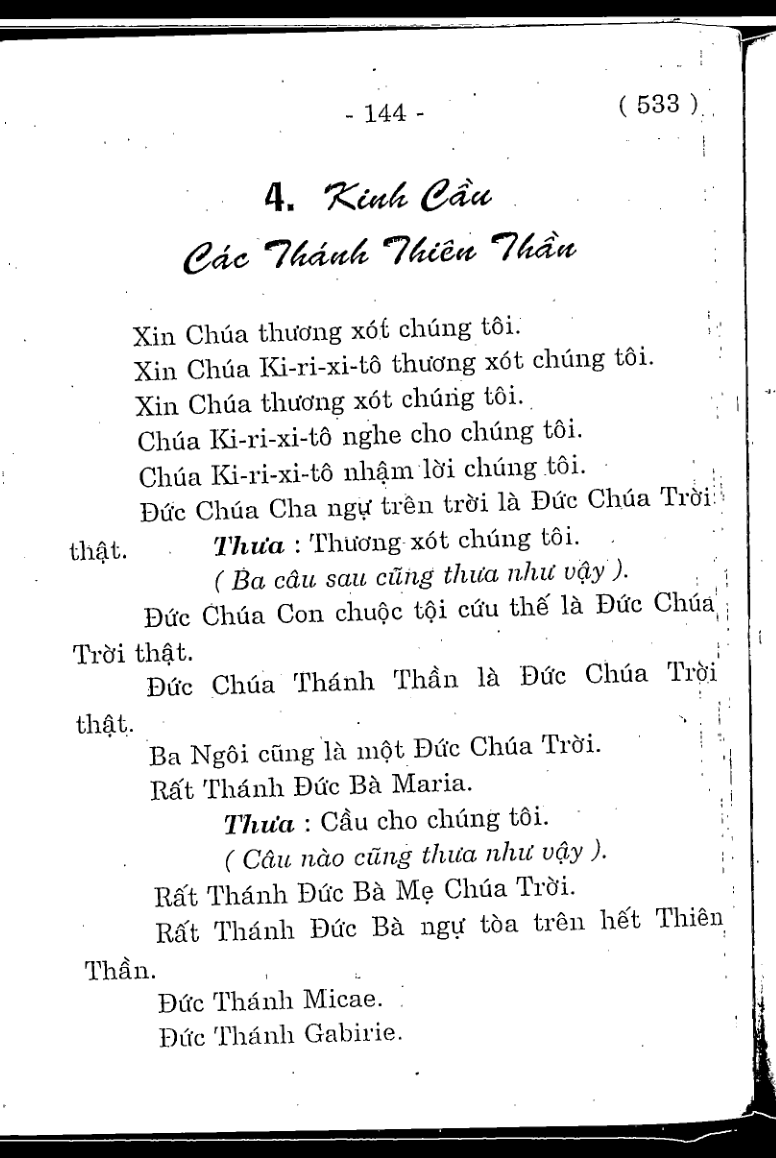 - 144 -
( 533 )
4. Kinh Cầu
Các Thánh Thiên Thần
Xin Chúa thương xót chúng tôi.
Xin Chúa Ki-ri-xi-tô thương xót chúng tôi.
Xin Chúa thương xót chúng tôi.
Chúa Ki-ri-xi-tô nghe cho chúng tôi.
Chúa Ki-ri-xi-tô nhậm lời chúng tôi.
Đức Chúa Cha ngự trên trời là Đức Chúa Trời
thật. Thưa : Thương xót chúng tôi.
( Ba câu sau cũng thưa như vậy ).
Đức Chúa Con chuộc tội cứu thế là Đức Chúa
Trời thật.
Đức Chúa Thánh Thần là Đức Chúa Trời
thật.
Ba Ngôi cũng là một Đức Chúa Trời.
Rất Thánh Đức Bà Maria.
Thưa : Cầu cho chúng tôi.
( Câu nào cũng thưa như vậy ).
Rất Thánh Đức Bà Mẹ Chúa Trời.
Rất Thánh Đức Bà ngự tòa trên hết Thiên
Thần.
Đức Thánh Micae.
Đức Thánh Gabirie.